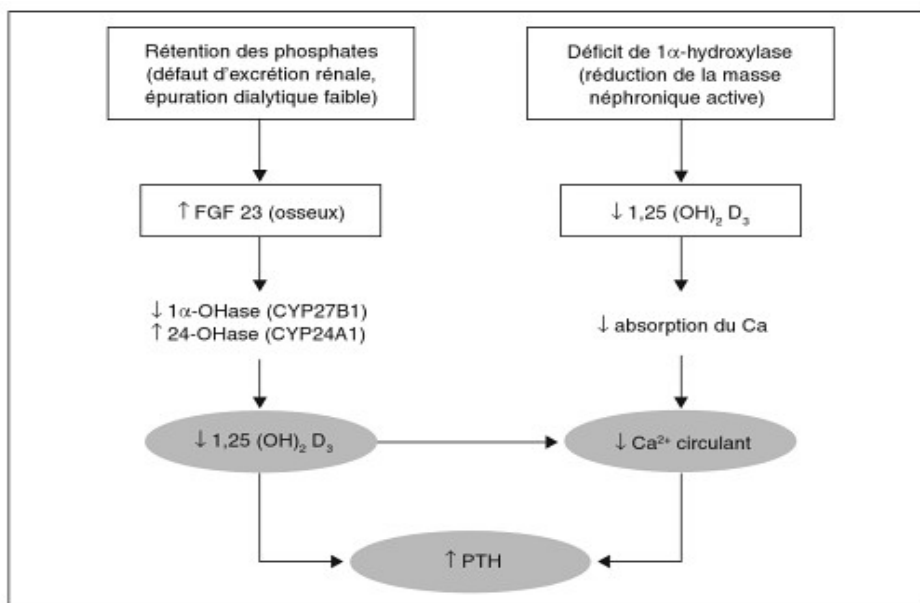 Rétention des phosphates
(défaut d'excrétion rénale,
épuration dialytique faible)
Déficit de 1α-hydroxylase
(réduction de la masse
néphronique active)
↑ FGF 23 (osseux)
↓ 1,25 (OH)₂ D₃
↓ 1α-OHase (CYP27B1)
↑ 24-OHase (CYP24A1)
↓ absorption du Ca
↓ 1,25 (OH)₂ D₃
↓ Ca²⁺ circulant
↑ PTH